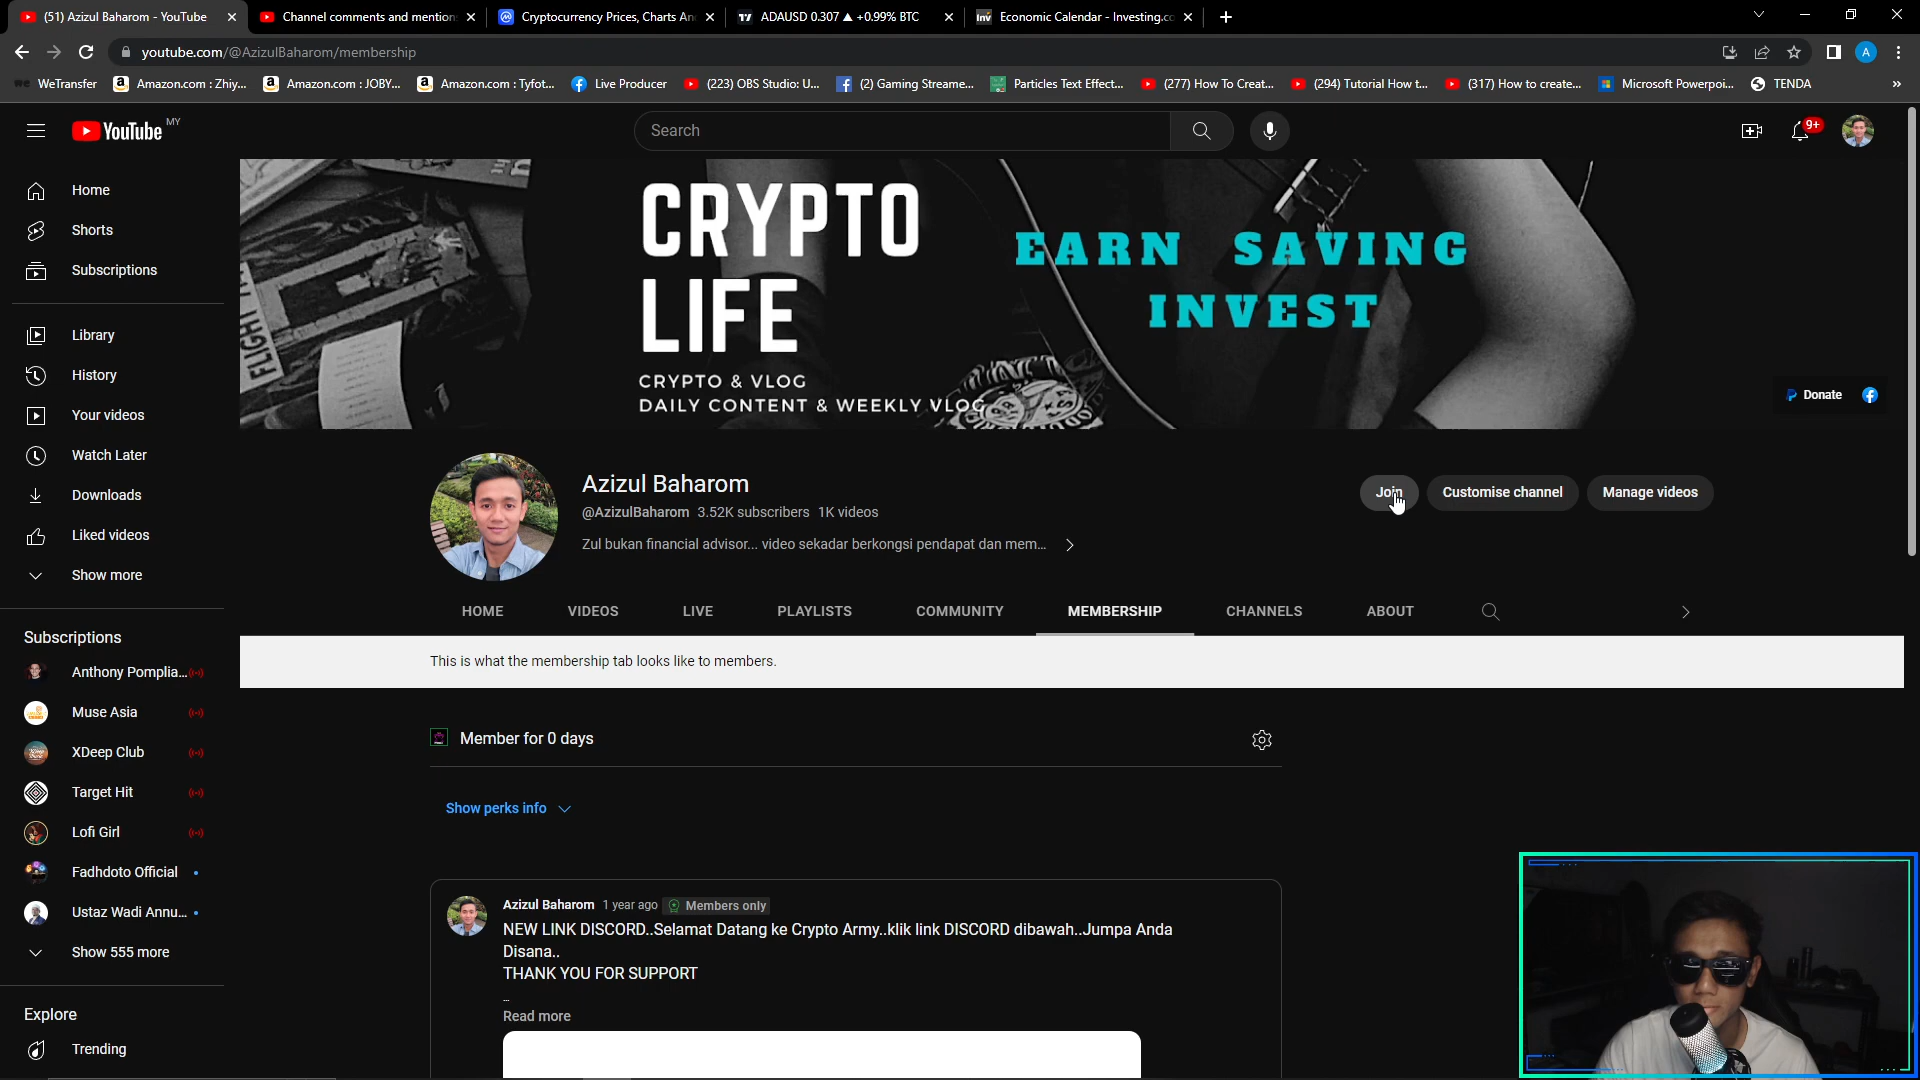 (51) Azizul Baharom - YouTube
Channel comments and mention
Cryptocurrency Prices, Charts An
ADAUSD 0.307 ▲ +0.99% BTC
Economic Calendar - Investing.co
youtube.com/@AzizulBaharom/membership
WeTransfer
Amazon.com : Zhiy...
Amazon.com : JOBY...
Amazon.com : Tyfot...
Live Producer
(223) OBS Studio: U...
(2) Gaming Streame...
Particles Text Effect...
(277) How To Creat...
(294) Tutorial How t...
(317) How to create...
Microsoft Powerpoi...
TENDA
YouTube MY
Search
9+
Home
Shorts
Subscriptions
Library
History
Your videos
Watch Later
Downloads
Liked videos
Show more
Subscriptions
Anthony Pomplia...
Muse Asia
XDeep Club
Target Hit
Lofi Girl
Fadhdoto Official
Ustaz Wadi Annu...
Show 555 more
Explore
Trending
FLIGHT
CRYPTO
LIFE
CRYPTO & VLOG
DAILY CONTENT & WEEKLY VLOG
EARN SAVING
INVEST
Donate
Azizul Baharom
@AzizulBaharom 3.52K subscribers 1K videos
Zul bukan financial advisor... video sekadar berkongsi pendapat dan mem...
Join
Customise channel
Manage videos
HOME
VIDEOS
LIVE
PLAYLISTS
COMMUNITY
MEMBERSHIP
CHANNELS
ABOUT
This is what the membership tab looks like to members.
Member for 0 days
Show perks info
Azizul Baharom 1 year ago Members only
NEW LINK DISCORD..Selamat Datang ke Crypto Army..klik link DISCORD dibawah..Jumpa Anda
Disana..
THANK YOU FOR SUPPORT
..
Read more